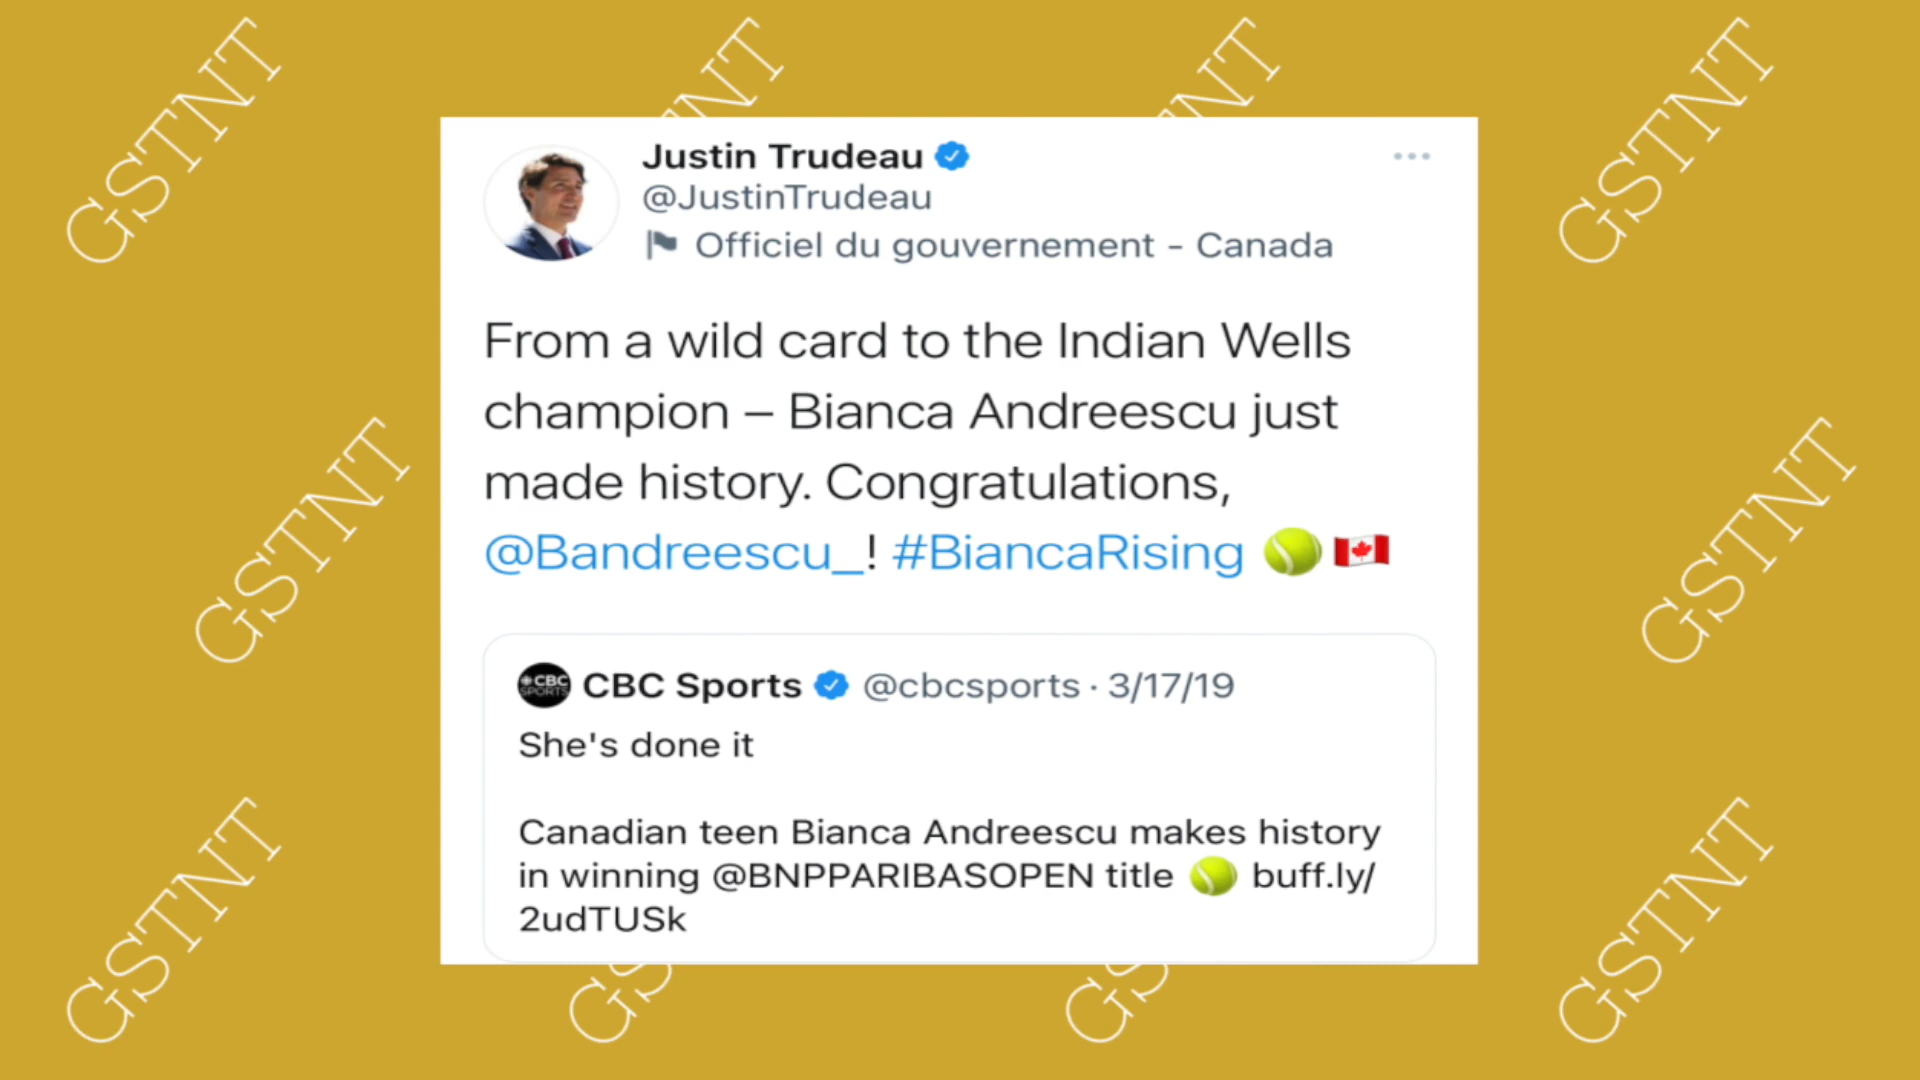 GSTNT
GSTNT
GSTNT
GSTNT
Justin Trudeau
@JustinTrudeau
Officiel du gouvernement - Canada
From a wild card to the Indian Wells
champion – Bianca Andreescu just
made history. Congratulations,
@Bandreescu_! #BiancaRising 🎾🇨🇦
CBC SPORTS
CBC Sports @cbcsports · 3/17/19
She's done it
Canadian teen Bianca Andreescu makes history
in winning @BNPPARIBASOPEN title 🎾 buff.ly/
2udTUSk
GSTNT
GSTNT